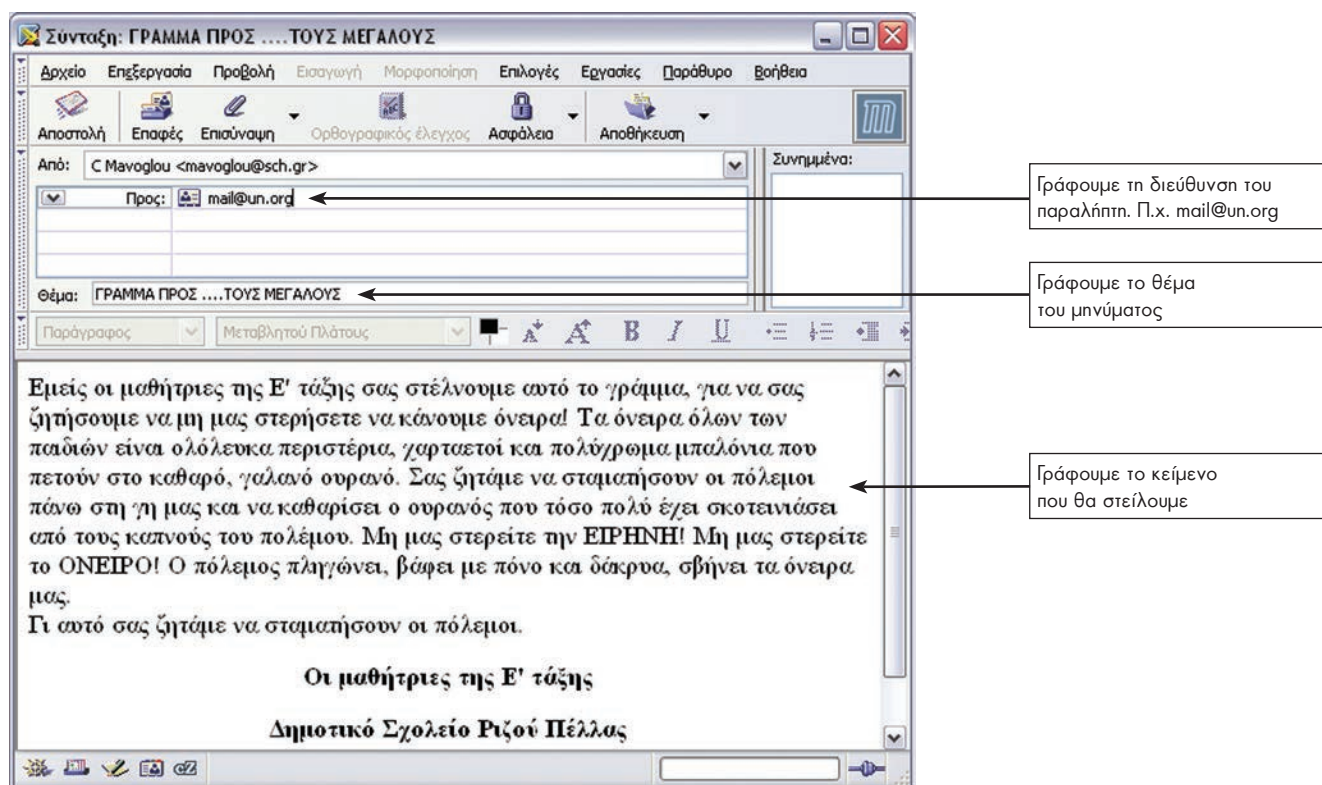 Σύνταξη: ΓΡΑΜΜΑ ΠΡΟΣ ....ΤΟΥΣ ΜΕΓΑΛΟΥΣ
Αρχείο Επεξεργασία Προβολή Εισαγωγή Μορφοποίηση Επιλογές Εργασίες Παράθυρο Βοήθεια
Αποστολή Επαφές Επισύναψη Ορθογραφικός έλεγχος Ασφάλεια Αποθήκευση
Από: C Mavoglou <mavoglou@sch.gr>
Συνημμένα:
Προς: mail@un.org
Γράφουμε τη διεύθυνση του
παραλήπτη. Π.χ. mail@un.org
Θέμα: ΓΡΑΜΜΑ ΠΡΟΣ ....ΤΟΥΣ ΜΕΓΑΛΟΥΣ
Γράφουμε το θέμα
του μηνύματος
Παράγραφος Μεταβλητού Πλάτους A A B I U
Εμείς οι μαθήτριες της Ε' τάξης σας στέλνουμε αυτό το γράμμα, για να σας
ζητήσουμε να μη μας στερήσετε να κάνουμε όνειρα! Τα όνειρα όλων των
παιδιών είναι ολόλευκα περιστέρια, χαρταετοί και πολύχρωμα μπαλόνια που
πετούν στο καθαρό, γαλανό ουρανό. Σας ζητάμε να σταματήσουν οι πόλεμοι
πάνω στη γη μας και να καθαρίσει ο ουρανός που τόσο πολύ έχει σκοτεινιάσει
από τους καπνούς του πολέμου. Μη μας στερείτε την ΕΙΡΗΝΗ! Μη μας στερείτε
το ΟΝΕΙΡΟ! Ο πόλεμος πληγώνει, βάφει με πόνο και δάκρυα, σβήνει τα όνειρα
μας.
Γι αυτό σας ζητάμε να σταματήσουν οι πόλεμοι.
Οι μαθήτριες της Ε' τάξης
Δημοτικό Σχολείο Ριζού Πέλλας
Γράφουμε το κείμενο
που θα στείλουμε